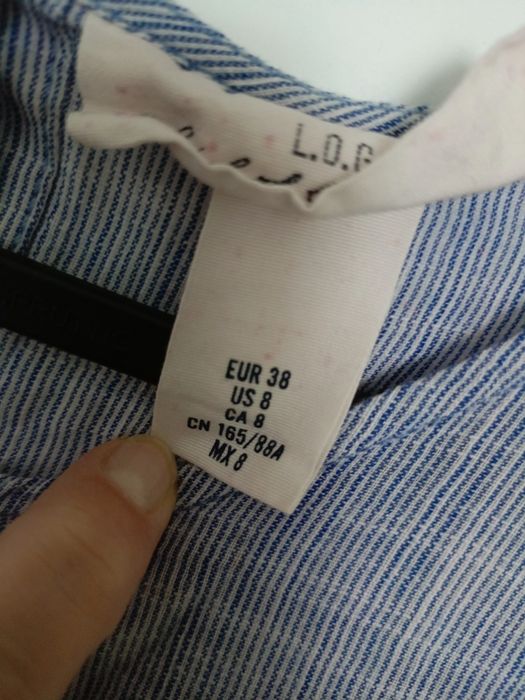 L.O.G
EUR 38
US 8
CA 8
CN 165/88A
MX 8